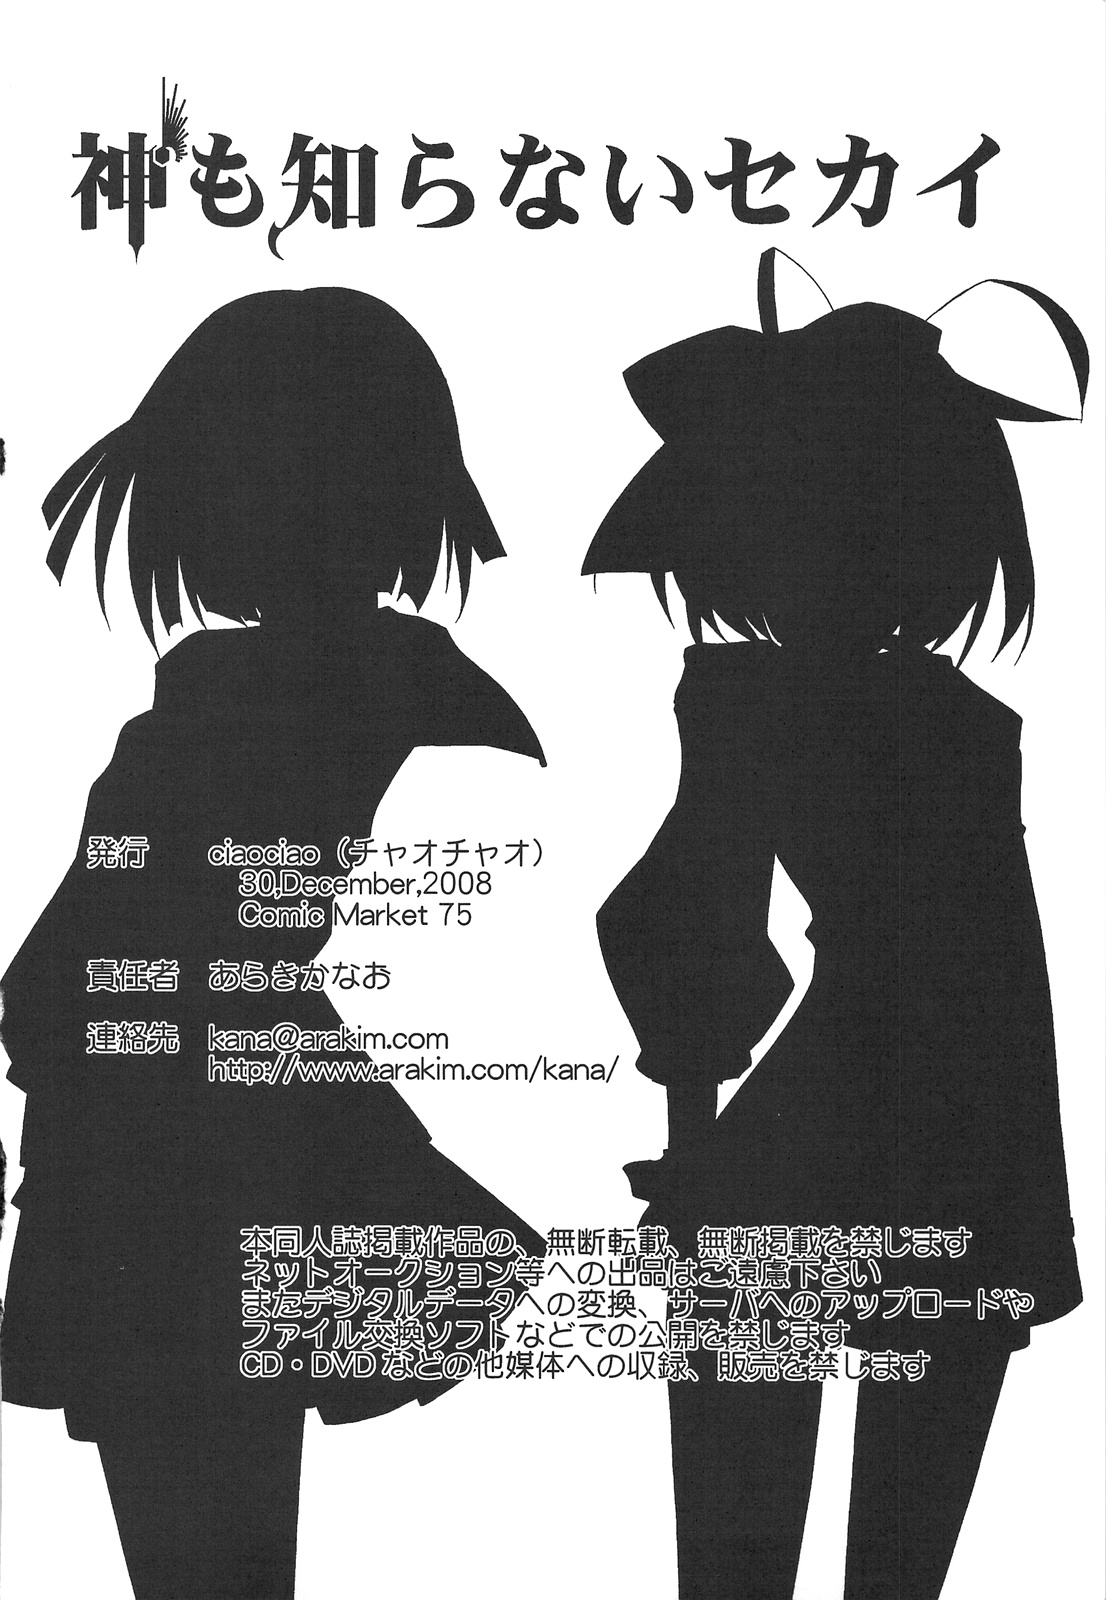 神も知らないセカイ
発行 ciaociao（チャオチャオ）
30,December,2008
Comic Market 75
責任者 あらきかなお
連絡先 kana@arakim.com
http://www.arakim.com/kana/
本同人誌掲載作品の、無断転載、無断掲載を禁じます
ネットオークション等への出品はご遠慮下さい
またデジタルデータへの変換、サーバへのアップロードや
ファイル交換ソフトなどでの公開を禁じます
CD・DVDなどの他媒体への収録、販売を禁じます